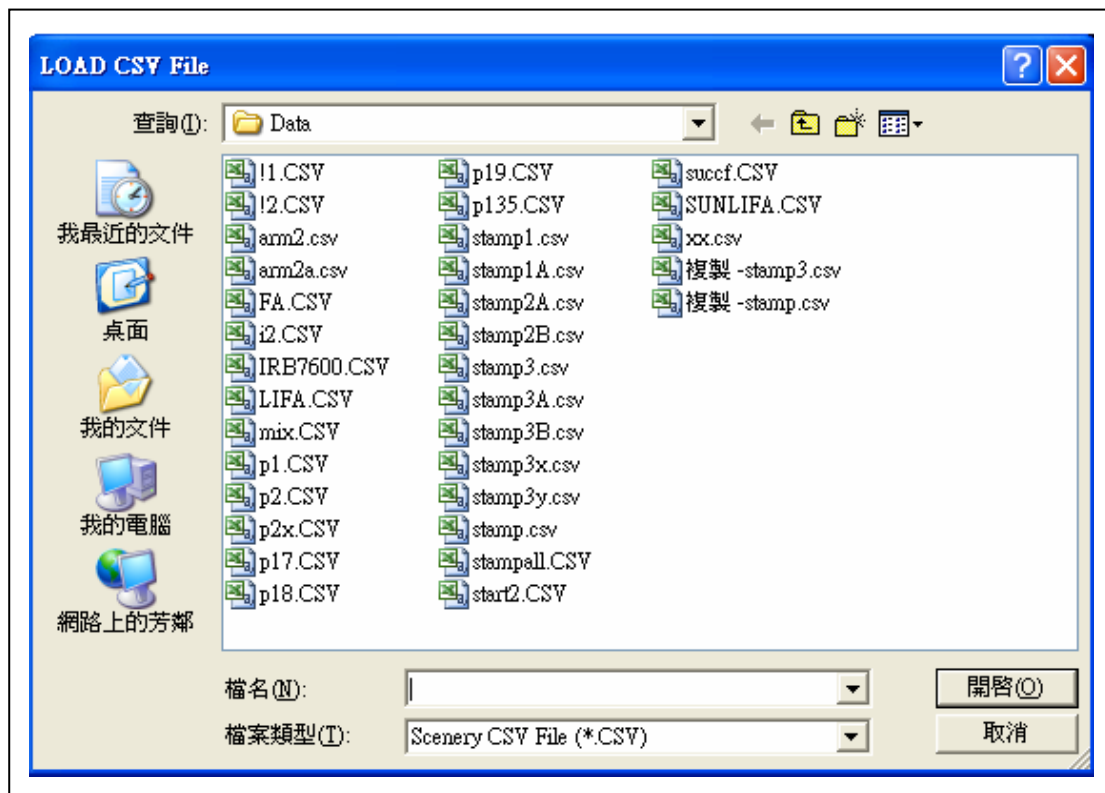 LOAD CSV File
查詢(I):
Data
我最近的文件
桌面
我的文件
我的電腦
網路上的芳鄰
!1.CSV
!2.CSV
arm2.csv
arm2a.csv
FA.CSV
i2.CSV
IRB7600.CSV
LIFA.CSV
mix.CSV
p1.CSV
p2.CSV
p2x.CSV
p17.CSV
p18.CSV
p19.CSV
p135.CSV
stamp1.csv
stamp1A.csv
stamp2A.csv
stamp2B.csv
stamp3.csv
stamp3A.csv
stamp3B.csv
stamp3x.csv
stamp3y.csv
stamp.csv
stampall.CSV
start2.CSV
succf.CSV
SUNLIFA.CSV
xx.csv
複製 -stamp3.csv
複製 -stamp.csv
檔名(N):
開啓(O)
檔案類型(T):
Scenery CSV File (*.CSV)
取消